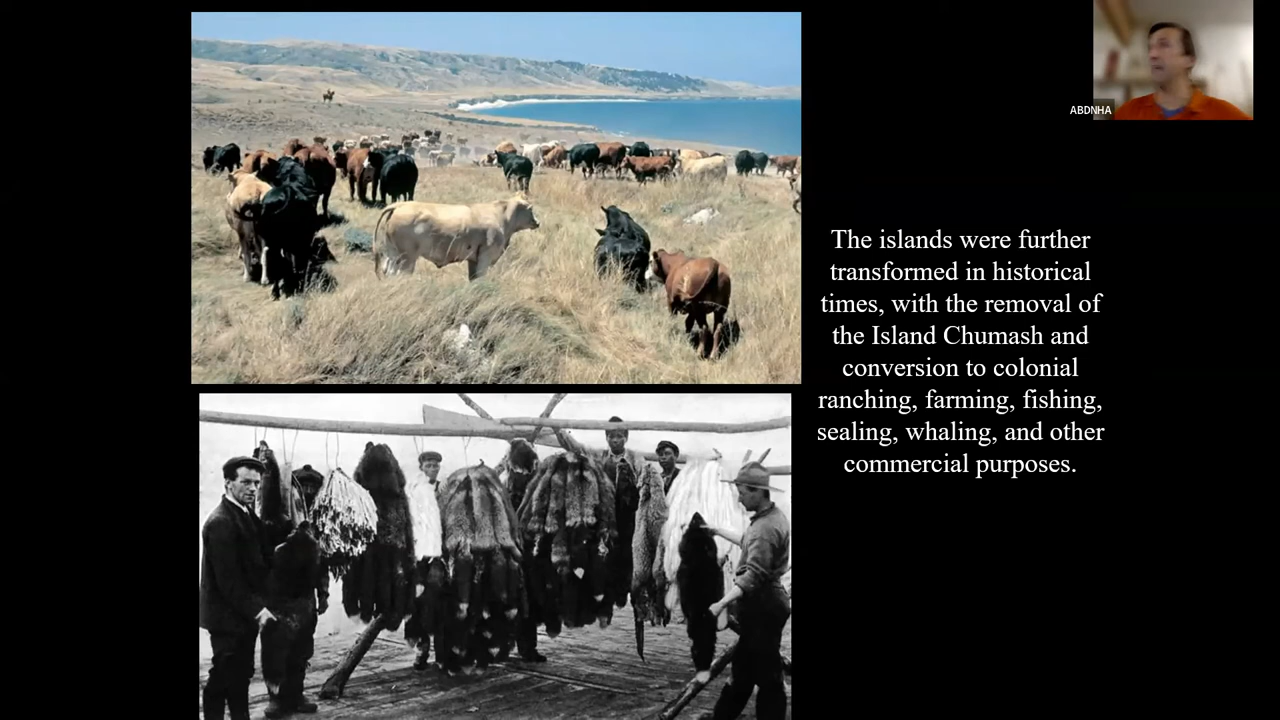 ABDNHA
The islands were further
transformed in historical
times, with the removal of
the Island Chumash and
conversion to colonial
ranching, farming, fishing,
sealing, whaling, and other
commercial purposes.